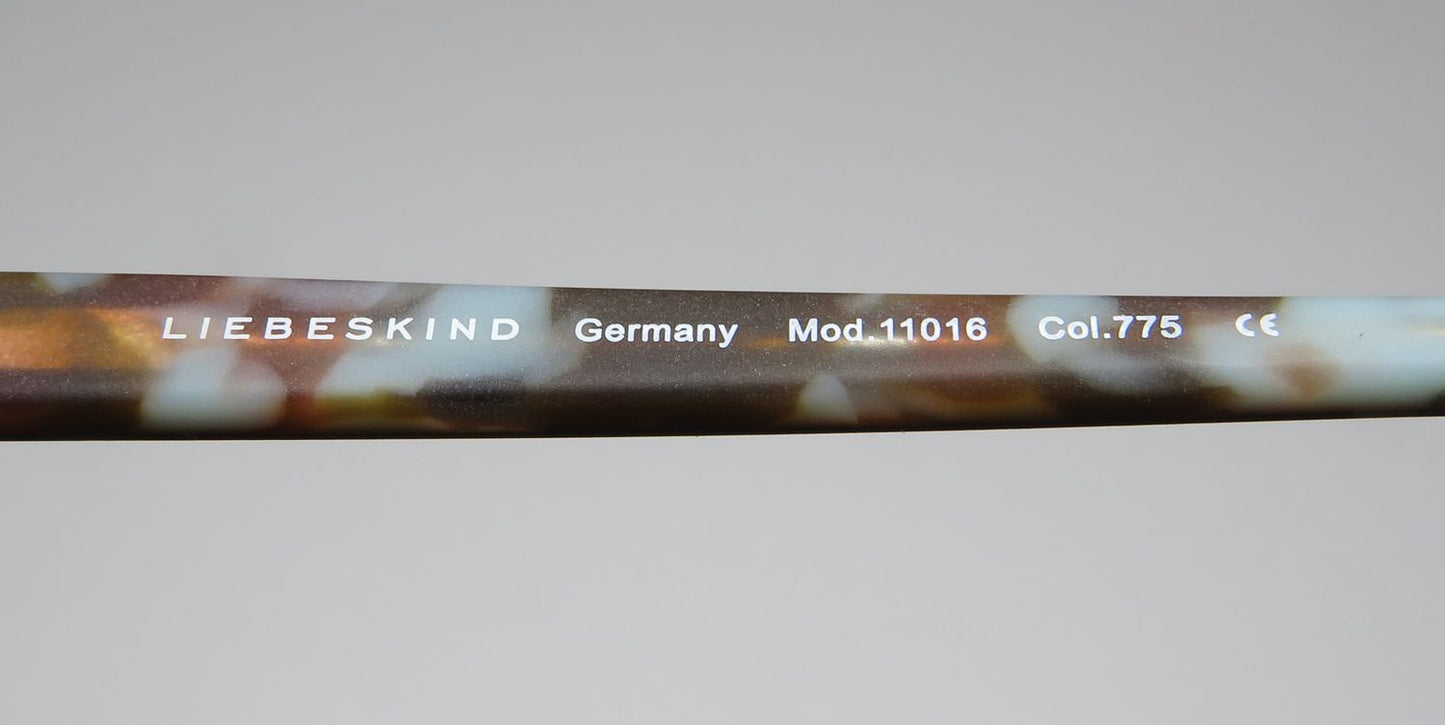 LIEBESKIND Germany Mod.11016 Col.775 CE